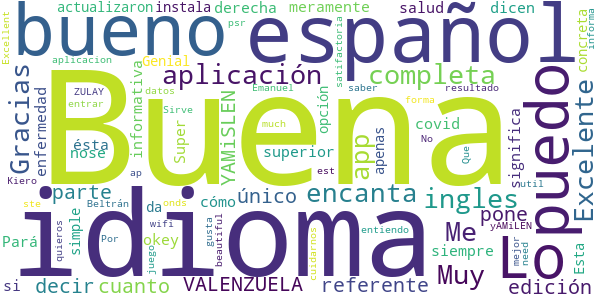 Excellent
actualizaron instala derecha meramente salud dicen
psr
bueno español
Gracias
aplicacion
Genial
aplicación
satisfactoria
completa
concreta
informa
enfermedad
ZULAY
entrar
informativa
datos
Buena
Emanuel
saber
resultado
Sirve
forma
opción
app
Lo puedo
Excelente
ésta
nosé
Super
YAMiSLEN
much
covid
No
superior
apenas
Que
significa
Kiero
ap
est
util
parte
único
encanta
ingles
idioma
ste
Beltrán
da
onds
cómo
Me
pone
yAMiLEN
Pará
simple
quieros
Por
okey
wifi
juego
gusta
cuidarnos
entiendo
siempre
mejor
need
Esta
si decir cuanto VALENZUELA referente Muy edición